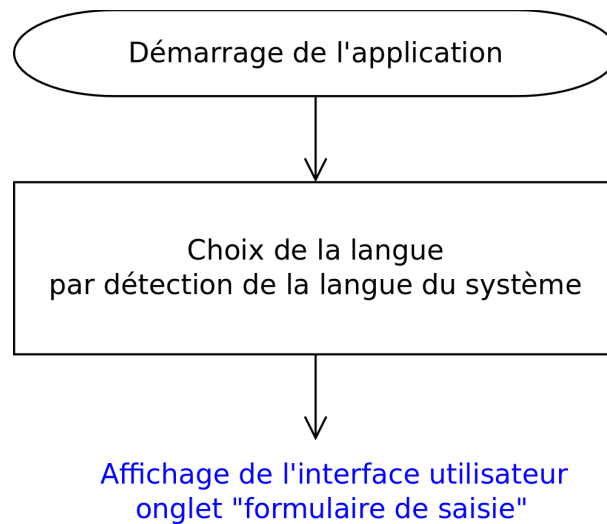 Démarrage de l'application
Choix de la langue
par détection de la langue du système
Affichage de l'interface utilisateur
onglet "formulaire de saisie"